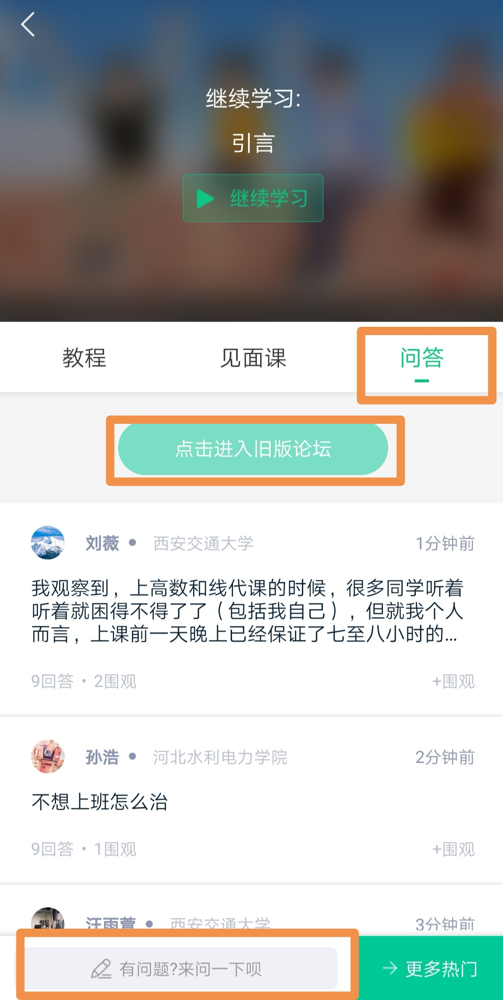 继续学习:
引言
继续学习
教程
见面课
问答
点击进入旧版论坛
刘薇 • 西安交通大学
1分钟前
我观察到，上高数和线代课的时候，很多同学听着
听着就困得不得了了（包括我自己），但就我个人
而言，上课前一天晚上已经保证了七至八小时的...
9回答 • 2围观
+围观
孙浩 • 河北水利电力学院
2分钟前
不想上班怎么治
9回答 • 1围观
+围观
汪雨萱 • 西安交通大学
3分钟前
有问题?来问一下呗
更多热门